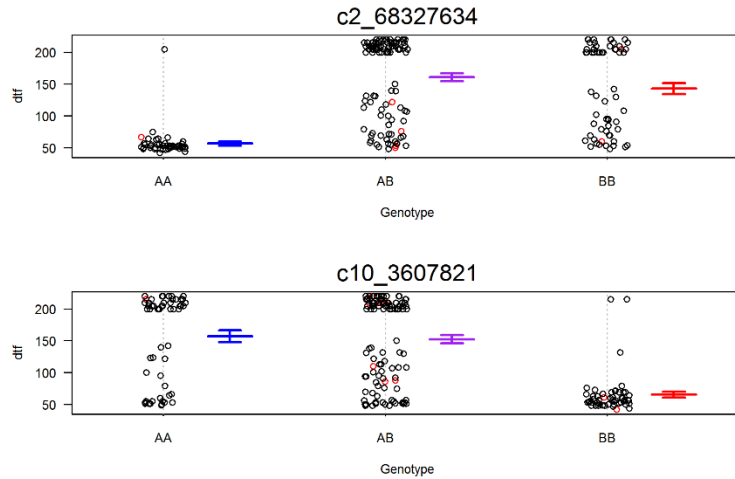 c2_68327634
200
150
100
50
dtf
AA AB BB
Genotype
c10_3607821
200
150
100
50
dtf
AA AB BB
Genotype